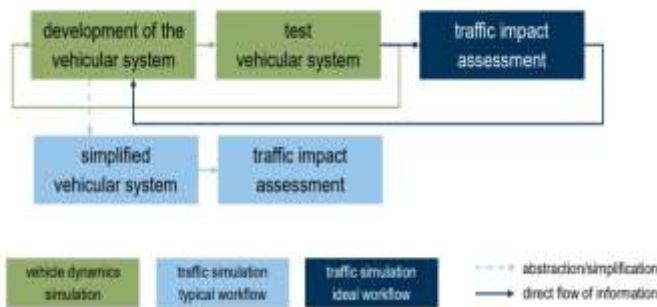 development of the
vehicular system
test
vehicular system
traffic impact
assessment
simplified
vehicular system
traffic impact
assessment
vehicle dynamics
simulation
traffic simulation
typical workflow
traffic simulation
ideal workflow
abstraction/simplification
direct flow of information